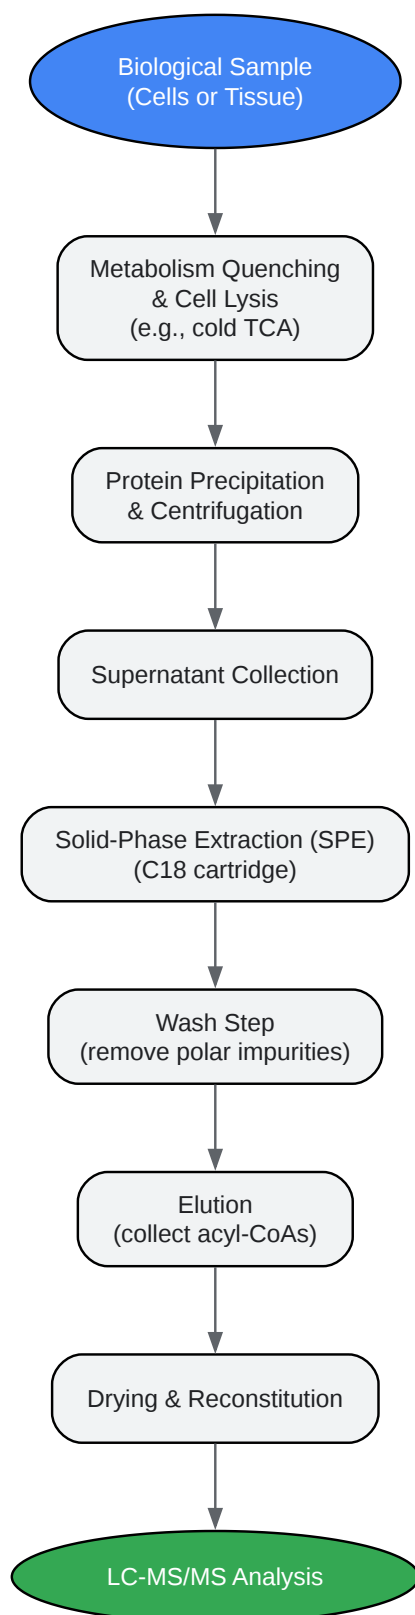 Biological Sample
(Cells or Tissue)
Metabolism Quenching
& Cell Lysis
(e.g., cold TCA)
Protein Precipitation
& Centrifugation
Supernatant Collection
Solid-Phase Extraction (SPE)
(C18 cartridge)
Wash Step
(remove polar impurities)
Elution
(collect acyl-CoAs)
Drying & Reconstitution
LC-MS/MS Analysis